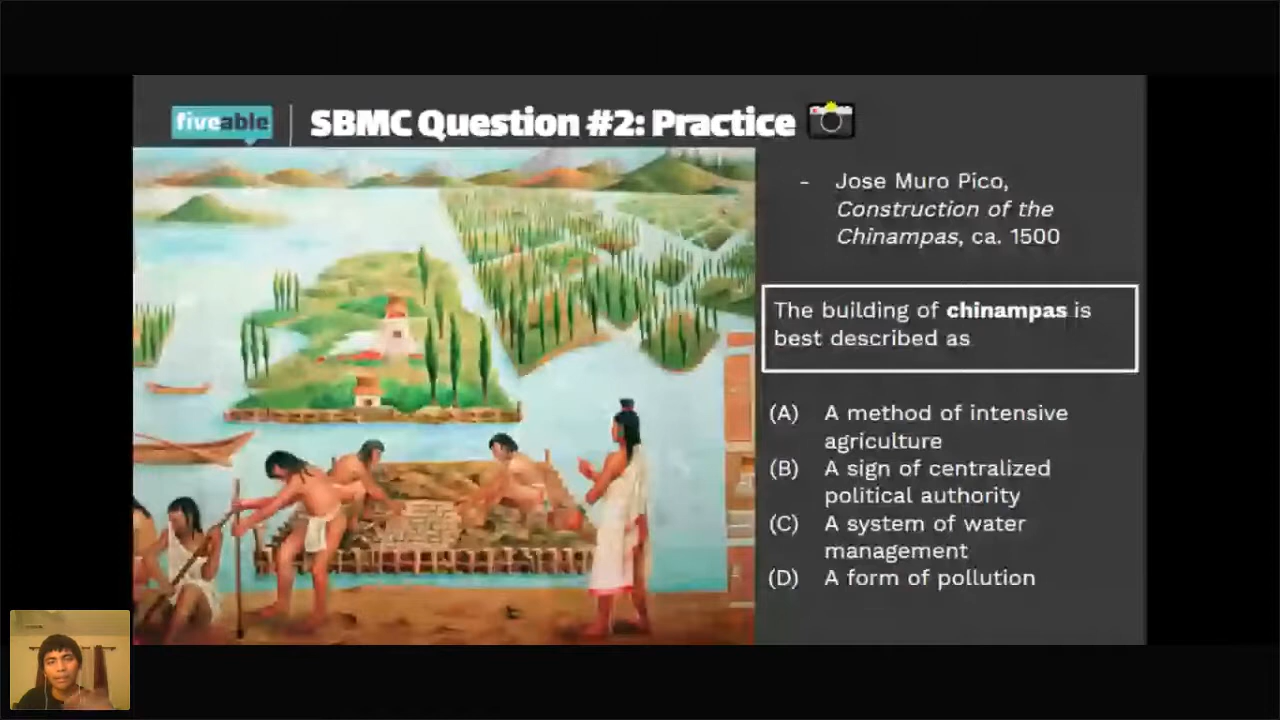 fiveable
SBMC Question #2: Practice
- Jose Muro Pico,
Construction of the
Chinampas, ca. 1500
The building of chinampas is
best described as
(A) A method of intensive
agriculture
(B) A sign of centralized
political authority
(C) A system of water
management
(D) A form of pollution